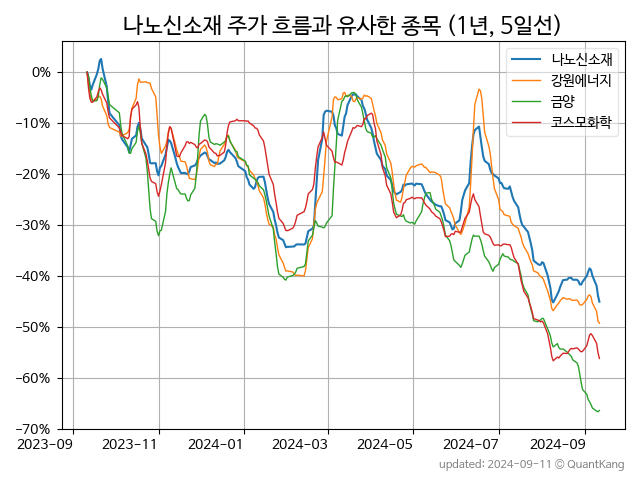 나노신소재 주가 흐름과 유사한 종목 (1년, 5일선)
나노신소재
강원에너지
금양
코스모화학
0%
−10%
−20%
−30%
−40%
−50%
−60%
−70%
2023-09 2023-11 2024-01 2024-03 2024-05 2024-07 2024-09
updated: 2024-09-11 © QuantKang